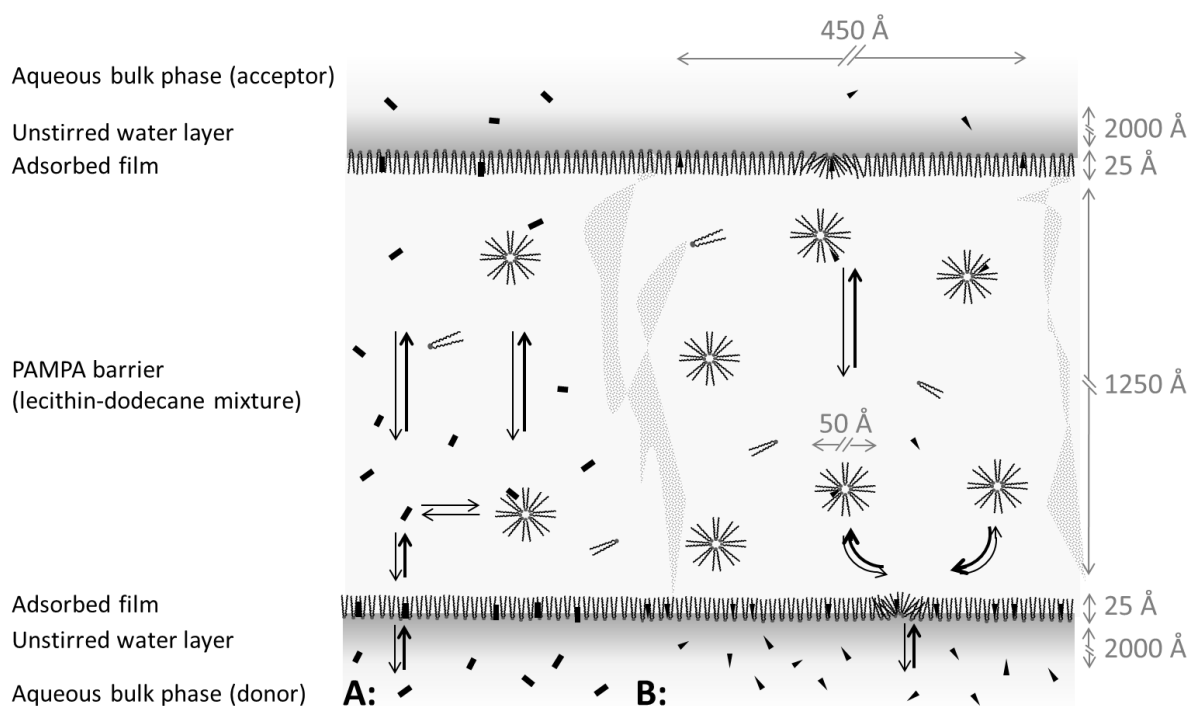 450 Å
Aqueous bulk phase (acceptor)
Unstirred water layer
2000 Å
Adsorbed film
25 Å
PAMPA barrier
(lecithin-dodecane mixture)
1250 Å
50 Å
Adsorbed film
25 Å
Unstirred water layer
2000 Å
Aqueous bulk phase (donor)
A:
B: